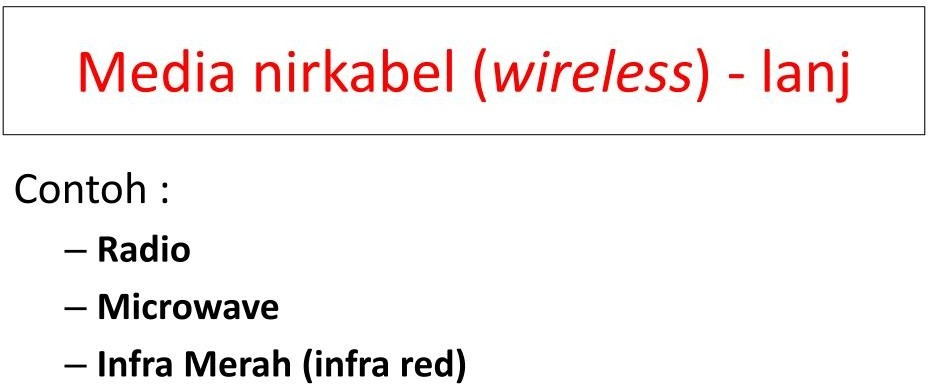 Media nirkabel (wireless) - lanj
Contoh :
– Radio
– Microwave
– Infra Merah (infra red)